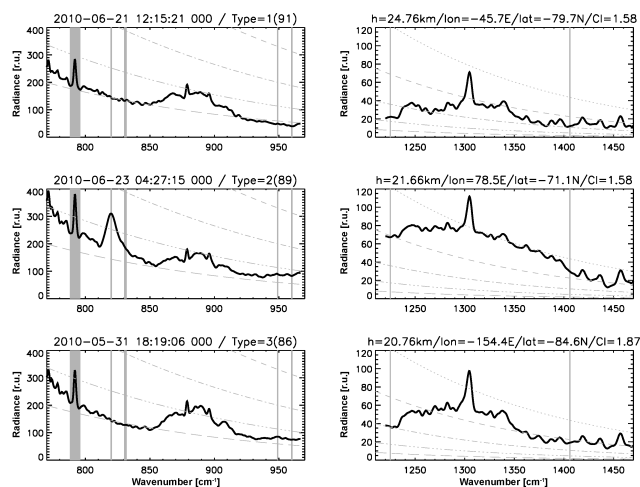 2010-06-21 12:15:21 000 / Type=1(91)
h=24.76km/lon=-45.7E/lat=-79.7N/CI=1.58
Radiance [r.u.]
400
300
200
100
0
800 850 900 950
Radiance [r.u.]
120
100
80
60
40
20
0
1250 1300 1350 1400 1450
2010-06-23 04:27:15 000 / Type=2(89)
h=21.66km/lon=78.5E/lat=-71.1N/CI=1.58
Radiance [r.u.]
400
300
200
100
0
800 850 900 950
Radiance [r.u.]
120
100
80
60
40
20
0
1250 1300 1350 1400 1450
2010-05-31 18:19:06 000 / Type=3(86)
h=20.76km/lon=-154.4E/lat=-84.6N/CI=1.87
Radiance [r.u.]
400
300
200
100
0
800 850 900 950
Wavenumber [cm⁻¹]
Radiance [r.u.]
120
100
80
60
40
20
0
1250 1300 1350 1400 1450
Wavenumber [cm⁻¹]